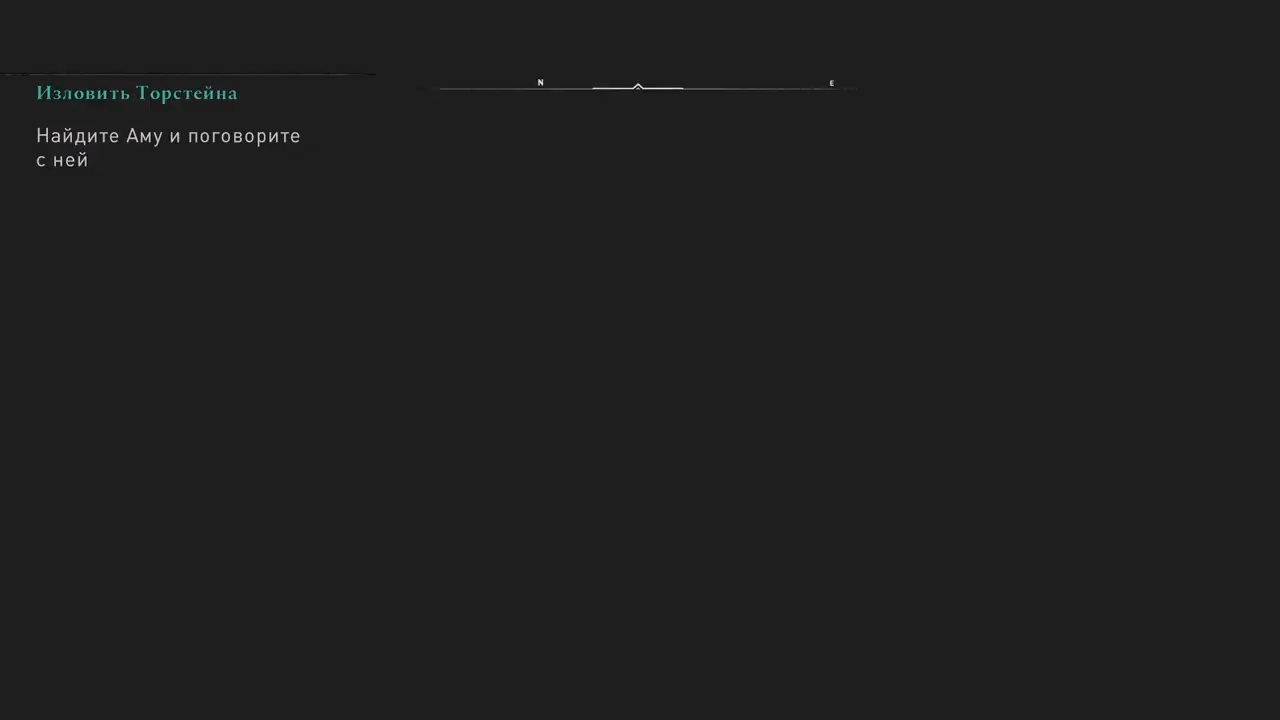 N
E
Изловить Торстейна
Найдите Аму и поговорите
с ней